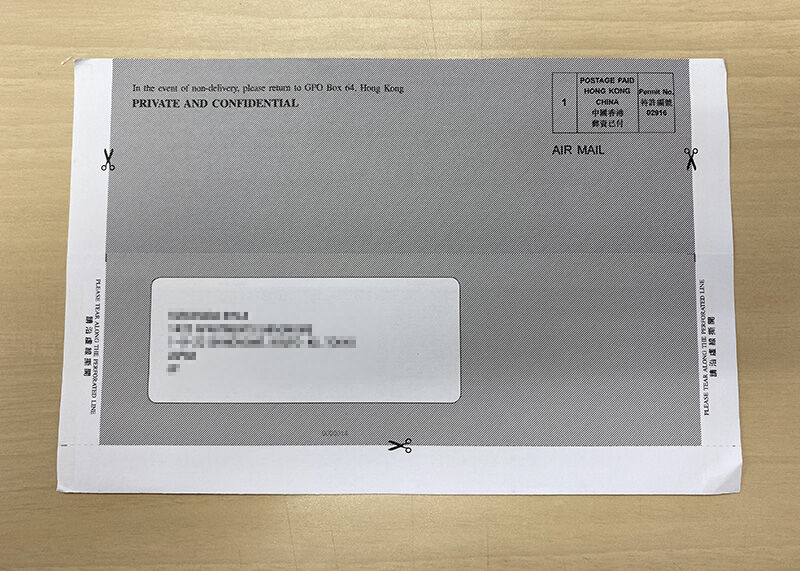 In the event of non-delivery, please return to GPO Box 64, Hong Kong
PRIVATE AND CONFIDENTIAL
1
POSTAGE PAID
HONG KONG
CHINA
中國香港
郵資已付
Permit No.
特許編號
02916
AIR MAIL
PLEASE TEAR ALONG THE PERFORATED LINE
請沿虛線撕開
PLEASE TEAR ALONG THE PERFORATED LINE
請沿虛線撕開